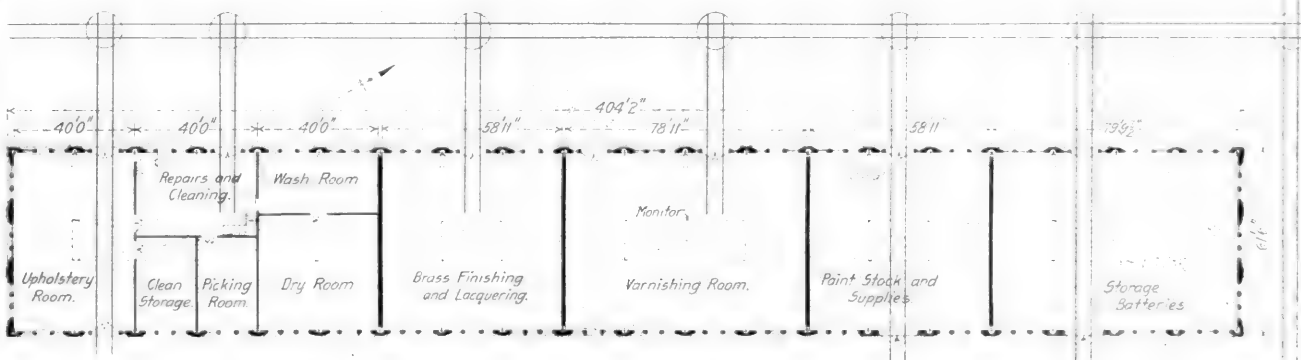 404'2"
40'0"
40'0"
40'0"
58'11"
78'11"
58'11
79'9½"
Repairs and
Cleaning.
Wash Room
Monitor
Upholstery
Room.
Clean
Storage.
Picking
Room
Dry Room
Brass Finishing
and Lacquering.
Varnishing Room.
Paint Stock and
Supplies
Storage
Batteries